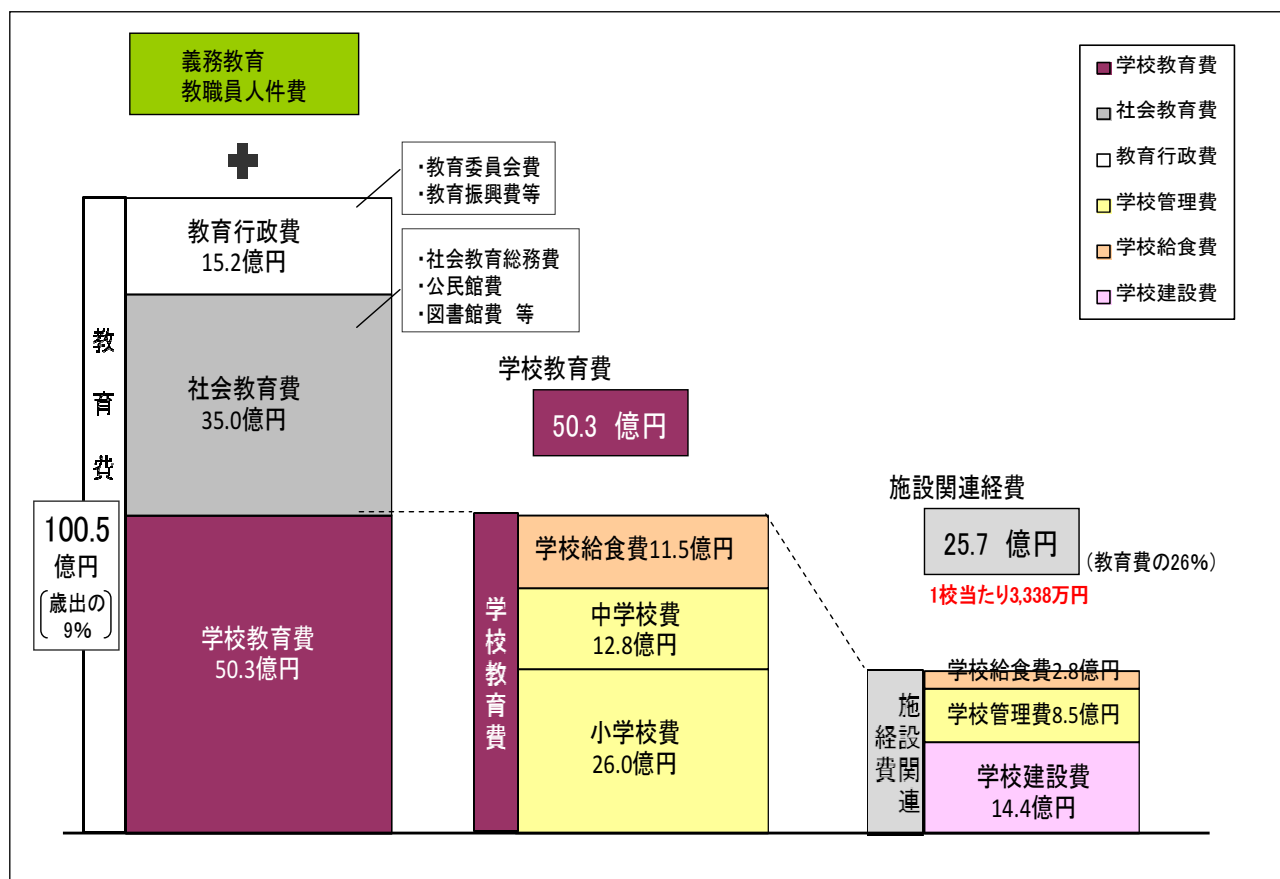 義務教育
教職員人件費
・教育委員会費
・教育振興費等
教育行政費
15.2億円
・社会教育総務費
・公民館費
・図書館費 等
社会教育費
35.0億円
学校教育費
50.3億円
教育費
100.5
億円
歳出の
9%
学校教育費
50.3 億円
学校教育費
学校給食費11.5億円
中学校費
12.8億円
小学校費
26.0億円
施設関連経費
25.7 億円
(教育費の26%)
1校当たり3,338万円
施設関連
経費
学校給食費2.8億円
学校管理費8.5億円
学校建設費
14.4億円
学校教育費
社会教育費
教育行政費
学校管理費
学校給食費
学校建設費